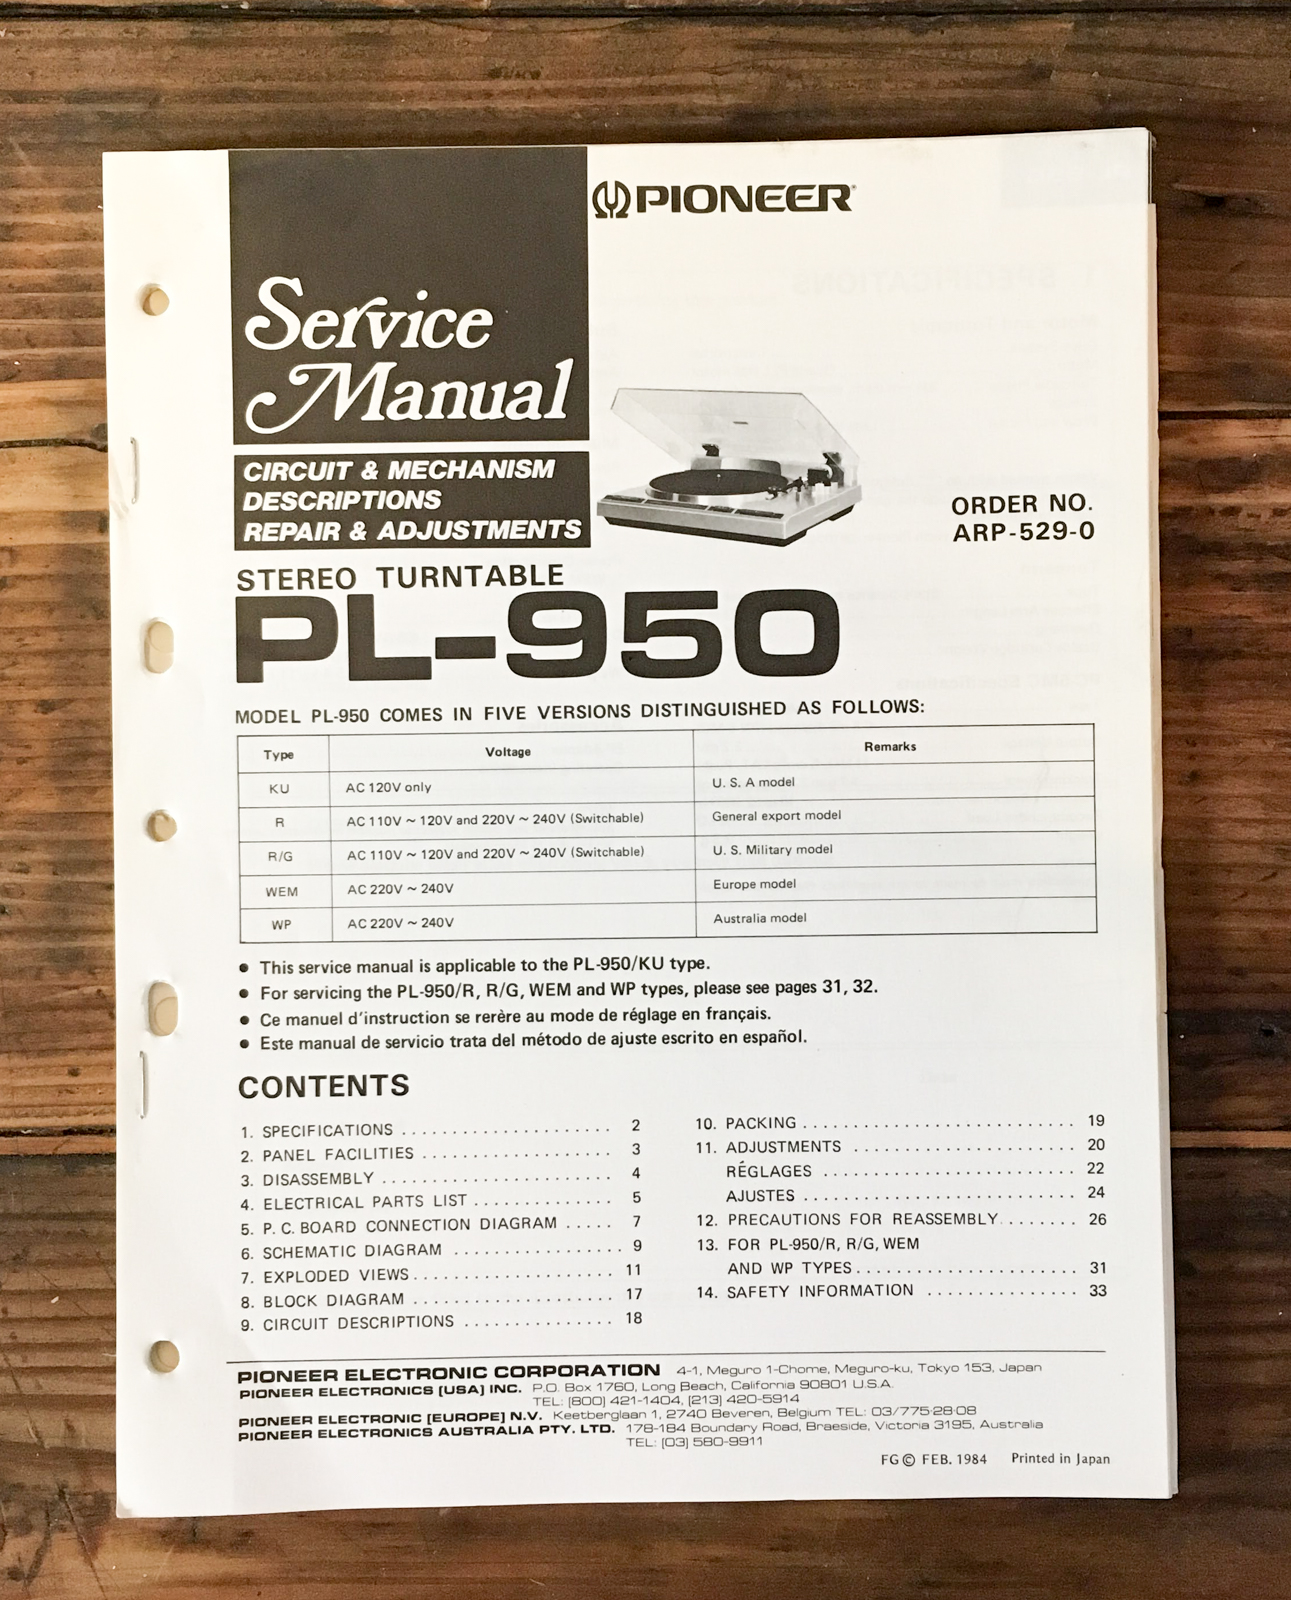 PIONEER
Service
Manual
CIRCUIT & MECHANISM
DESCRIPTIONS
REPAIR & ADJUSTMENTS
ORDER NO.
ARP-529-0
STEREO TURNTABLE
PL-950
MODEL PL-950 COMES IN FIVE VERSIONS DISTINGUISHED AS FOLLOWS:
Type Voltage Remarks
KU AC 120V only U. S. A model
R AC 110V ~ 120V and 220V ~ 240V (Switchable) General export model
R/G AC 110V ~ 120V and 220V ~ 240V (Switchable) U. S. Military model
WEM AC 220V ~ 240V Europe model
WP AC 220V ~ 240V Australia model
● This service manual is applicable to the PL-950/KU type.
● For servicing the PL-950/R, R/G, WEM and WP types, please see pages 31, 32.
● Ce manuel d'instruction se rerère au mode de réglage en français.
● Este manual de servicio trata del método de ajuste escrito en español.
CONTENTS
1. SPECIFICATIONS . . . . . . . . . . . . . . . . . . . . . 2
2. PANEL FACILITIES . . . . . . . . . . . . . . . . . . . 3
3. DISASSEMBLY . . . . . . . . . . . . . . . . . . . . . . . 4
4. ELECTRICAL PARTS LIST . . . . . . . . . . . . . . 5
5. P. C. BOARD CONNECTION DIAGRAM . . . . . 7
6. SCHEMATIC DIAGRAM . . . . . . . . . . . . . . . . . 9
7. EXPLODED VIEWS . . . . . . . . . . . . . . . . . . . . 11
8. BLOCK DIAGRAM . . . . . . . . . . . . . . . . . . . . 17
9. CIRCUIT DESCRIPTIONS . . . . . . . . . . . . . . . 18
10. PACKING . . . . . . . . . . . . . . . . . . . . . . . . . . . 19
11. ADJUSTMENTS . . . . . . . . . . . . . . . . . . . . . . 20
RÉGLAGES . . . . . . . . . . . . . . . . . . . . . . . . . 22
AJUSTES . . . . . . . . . . . . . . . . . . . . . . . . . . . 24
12. PRECAUTIONS FOR REASSEMBLY . . . . . . . . 26
13. FOR PL-950/R, R/G, WEM
AND WP TYPES . . . . . . . . . . . . . . . . . . . . . . 31
14. SAFETY INFORMATION . . . . . . . . . . . . . . . 33
PIONEER ELECTRONIC CORPORATION 4-1, Meguro 1-Chome, Meguro-ku, Tokyo 153, Japan
PIONEER ELECTRONICS [USA] INC. P.O. Box 1760, Long Beach, California 90801 U.S.A.
TEL: [800] 421-1404, [213] 420-5914
PIONEER ELECTRONIC [EUROPE] N.V. Keetberglaan 1, 2740 Beveren, Belgium TEL: 03/775·28·08
PIONEER ELECTRONICS AUSTRALIA PTY. LTD. 178-184 Boundary Road, Braeside, Victoria 3195, Australia
TEL: [03] 580-9911
FG © FEB. 1984 Printed in Japan